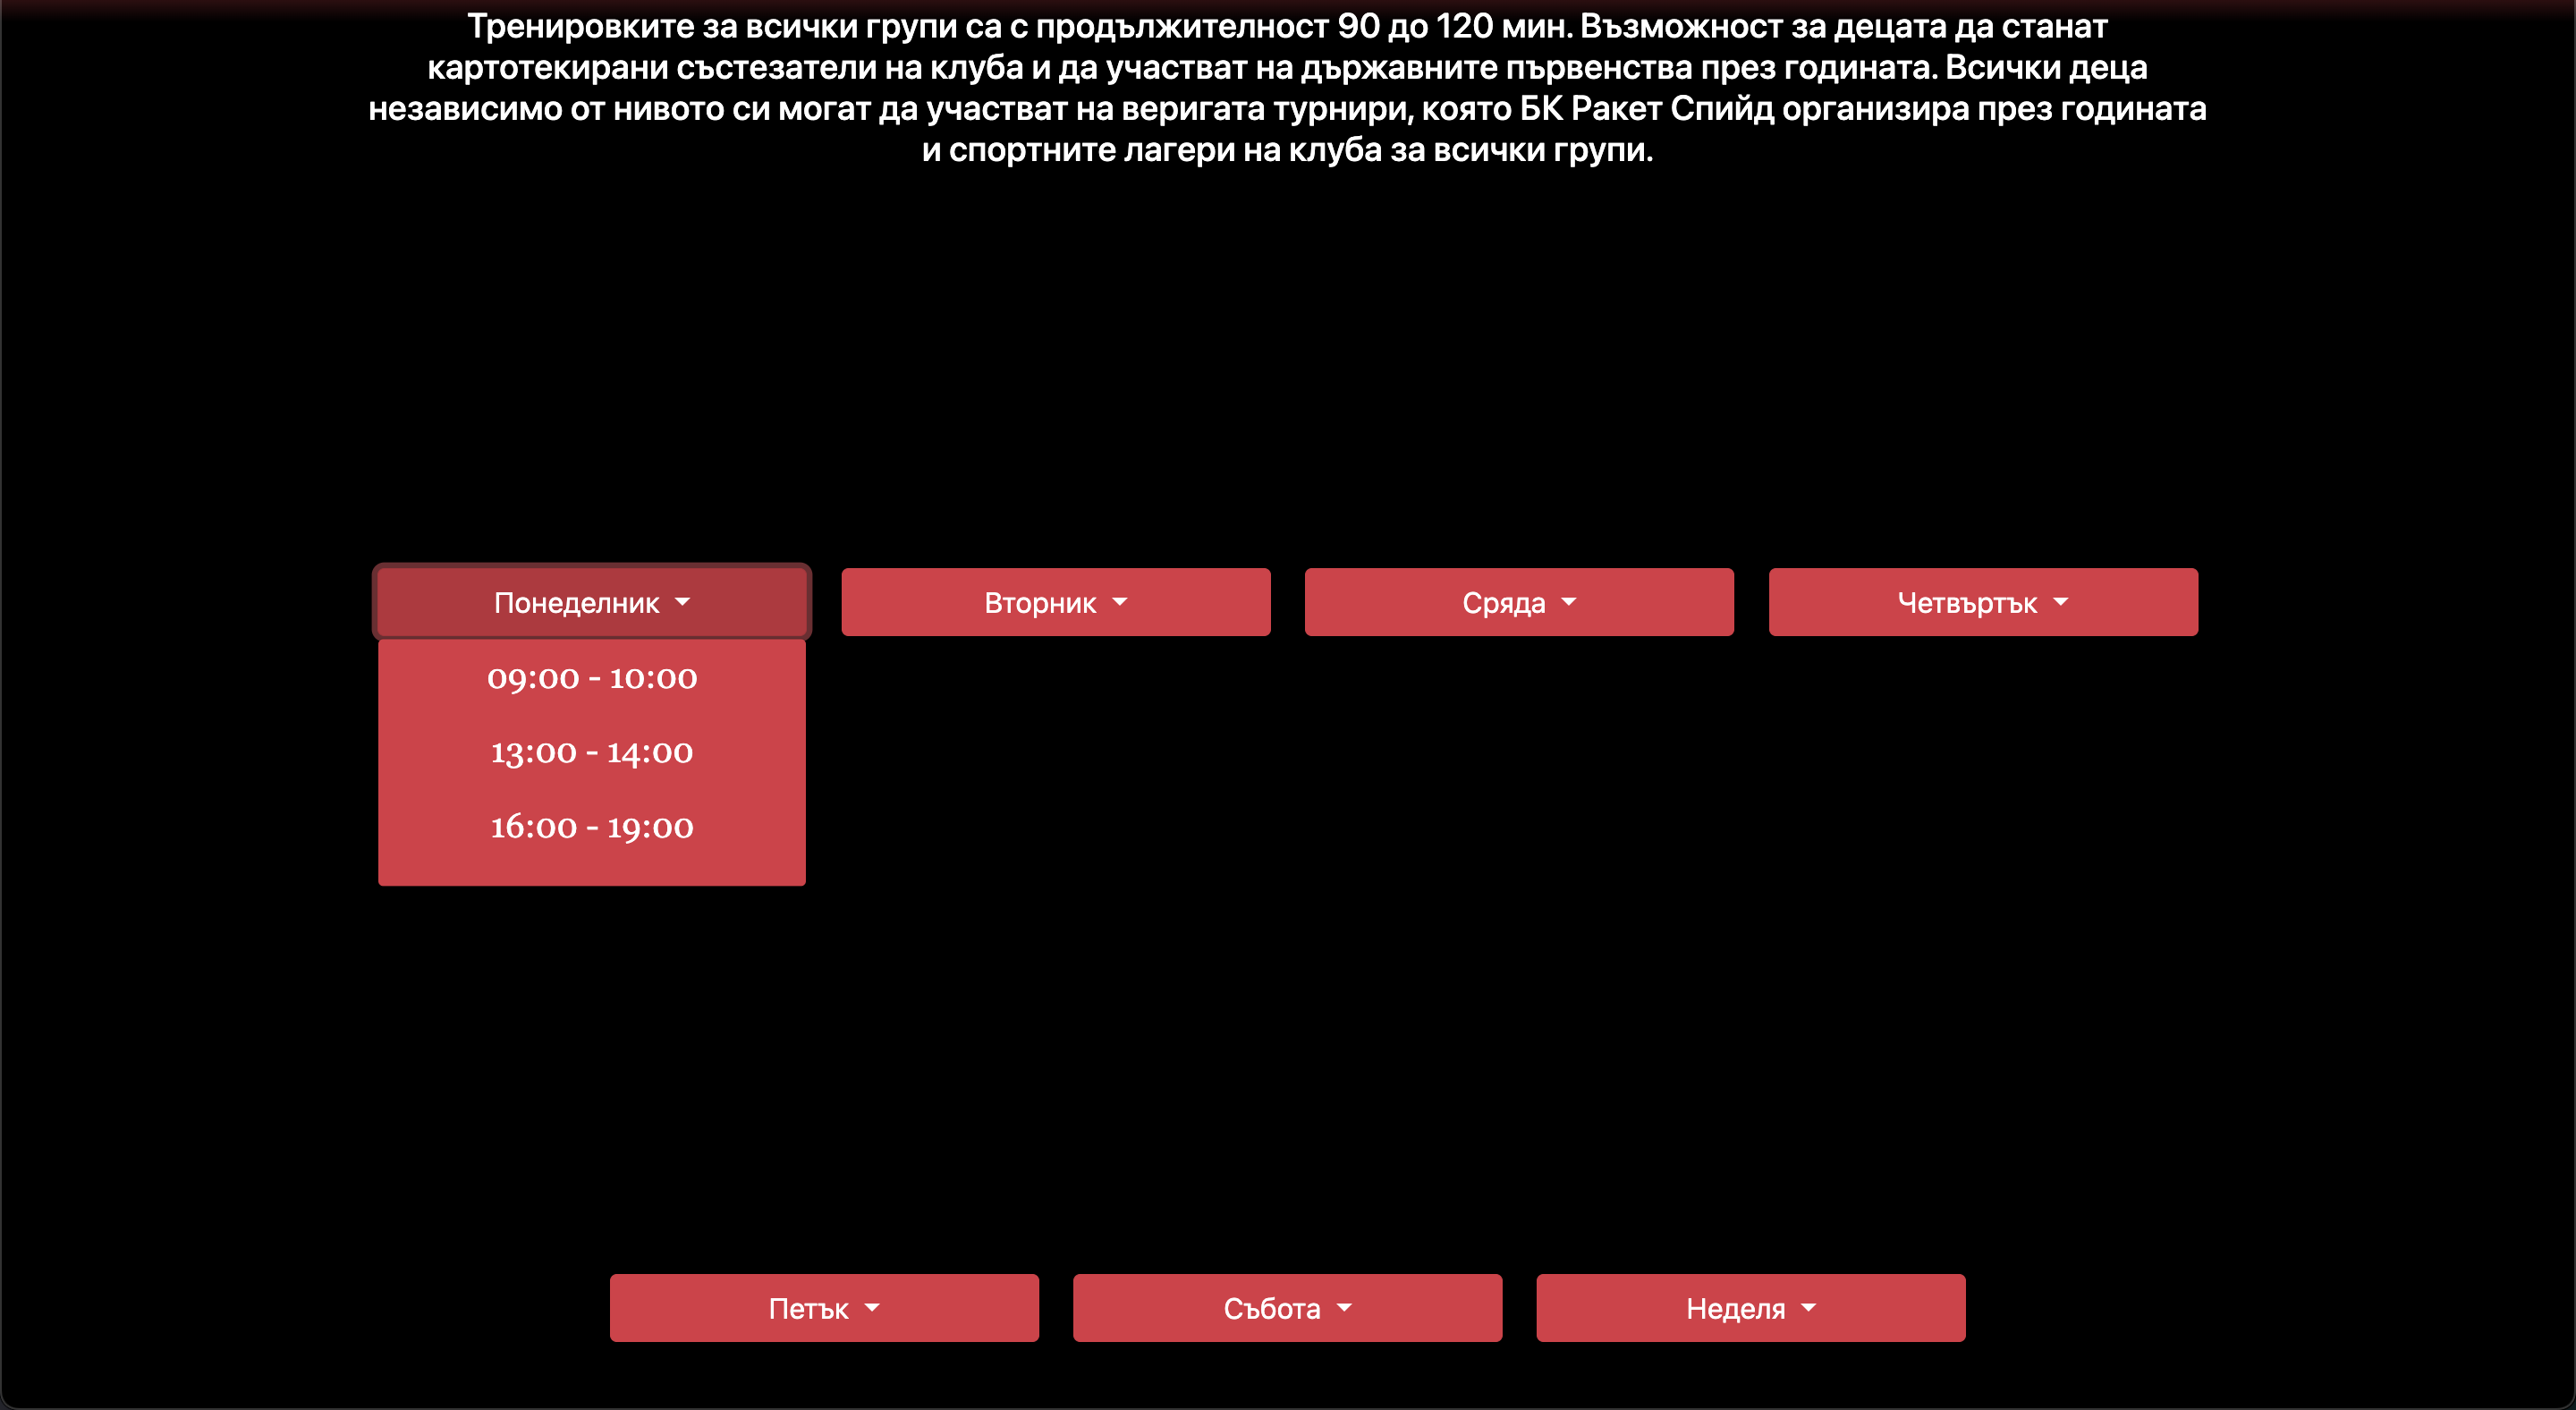 Тренировките за всички групи са с продължителност 90 до 120 мин. Възможност за децата да станат
картотекирани състезатели на клуба и да участват на държавните първенства през годината. Всички деца
независимо от нивото си могат да участват на веригата турнири, която БК Ракет Спийд организира през годината
и спортните лагери на клуба за всички групи.
Понеделник
Вторник
Сряда
Четвъртък
09:00 - 10:00
13:00 - 14:00
16:00 - 19:00
Петък
Събота
Неделя